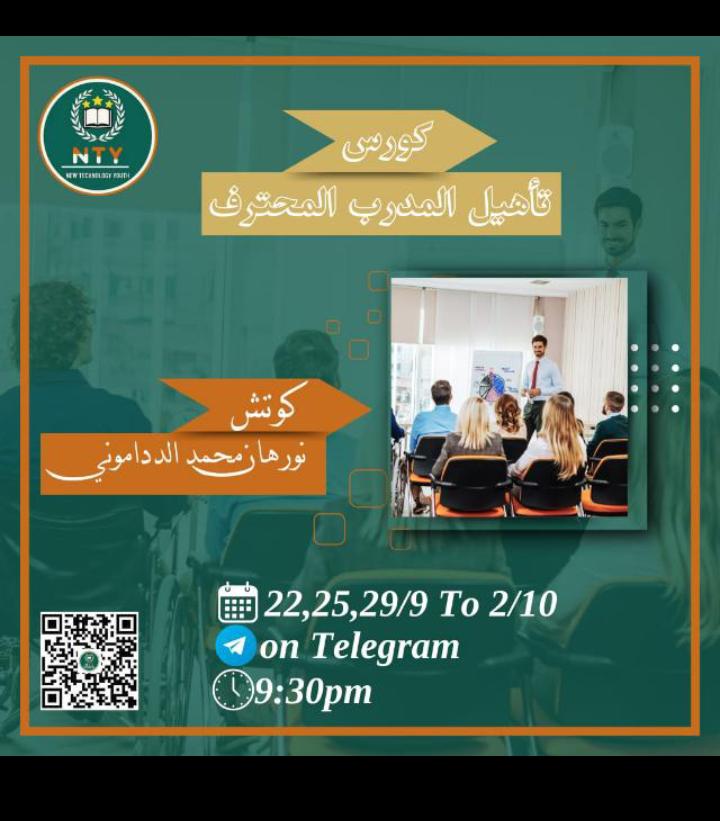 NTY
NEW TECHNOLOGY YOUTH
كورس
تأهيل المدرب المحترف
كوتش
نورهان محمد الدداموني
22,25,29/9 To 2/10
on Telegram
9:30pm